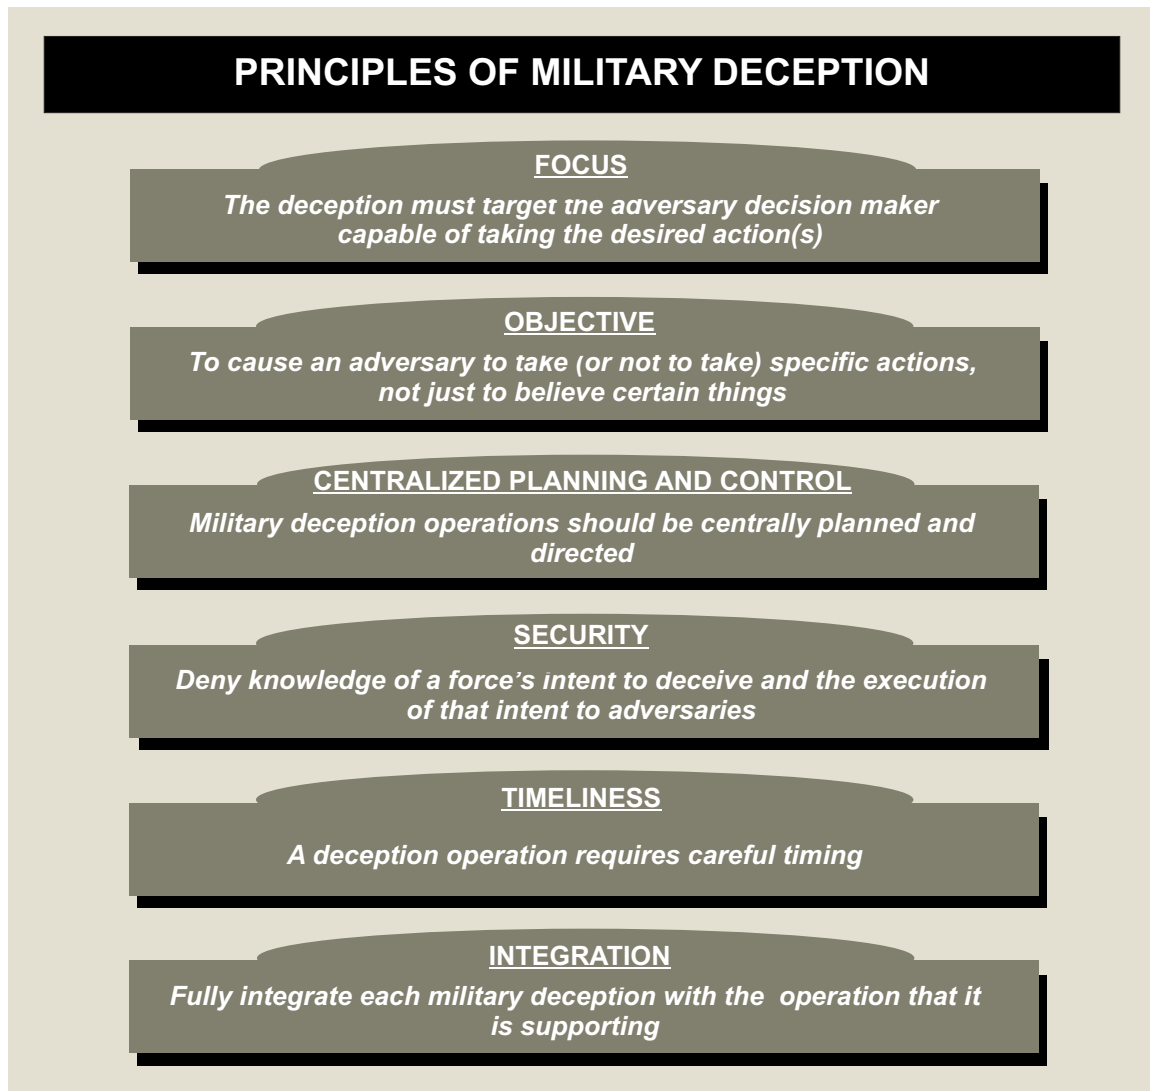 PRINCIPLES OF MILITARY DECEPTION
FOCUS
The deception must target the adversary decision maker
capable of taking the desired action(s)
OBJECTIVE
To cause an adversary to take (or not to take) specific actions,
not just to believe certain things
CENTRALIZED PLANNING AND CONTROL
Military deception operations should be centrally planned and
directed
SECURITY
Deny knowledge of a force’s intent to deceive and the execution
of that intent to adversaries
TIMELINESS
A deception operation requires careful timing
INTEGRATION
Fully integrate each military deception with the  operation that it
is supporting